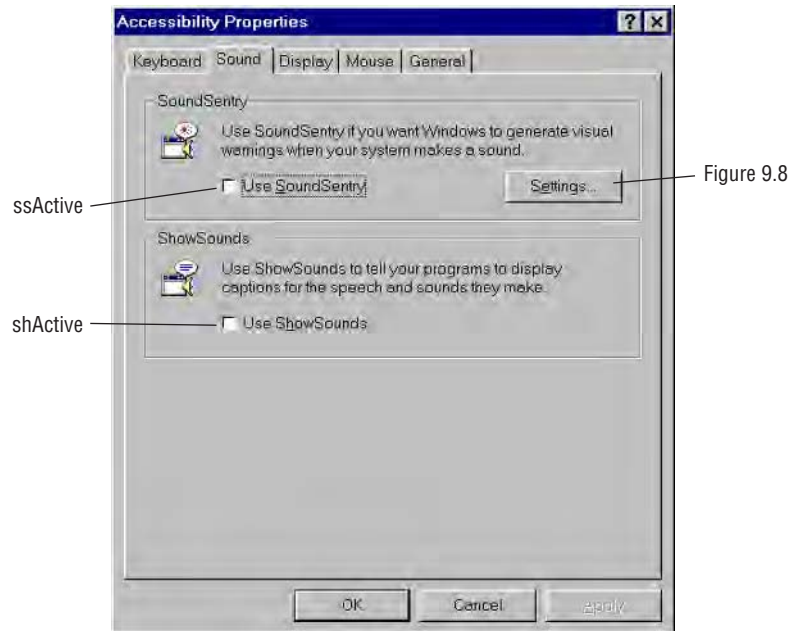 Accessibility Properties
Keyboard Sound Display Mouse General
SoundSentry
Use SoundSentry if you want Windows to generate visual
warnings when your system makes a sound.
Use SoundSentry
Settings...
Figure 9.8
ssActive
ShowSounds
Use ShowSounds to tell your programs to display
captions for the speech and sounds they make.
shActive
Use ShowSounds
OK Cancel Apply